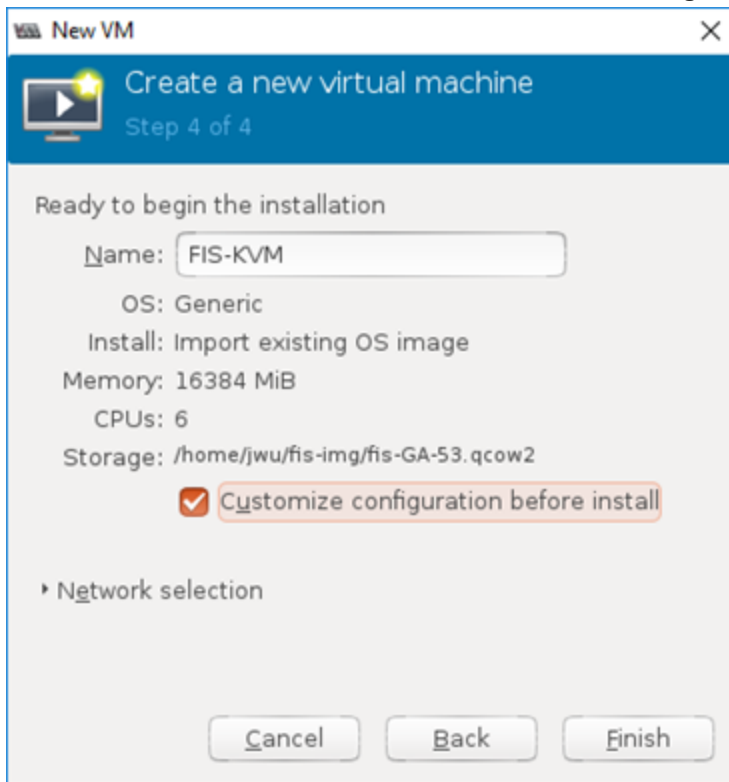 New VM
Create a new virtual machine
Step 4 of 4
Ready to begin the installation
Name: FIS-KVM
OS: Generic
Install: Import existing OS image
Memory: 16384 MiB
CPUs: 6
Storage: /home/jwu/fis-img/fis-GA-53.qcow2
Customize configuration before install
Network selection
Cancel Back Finish